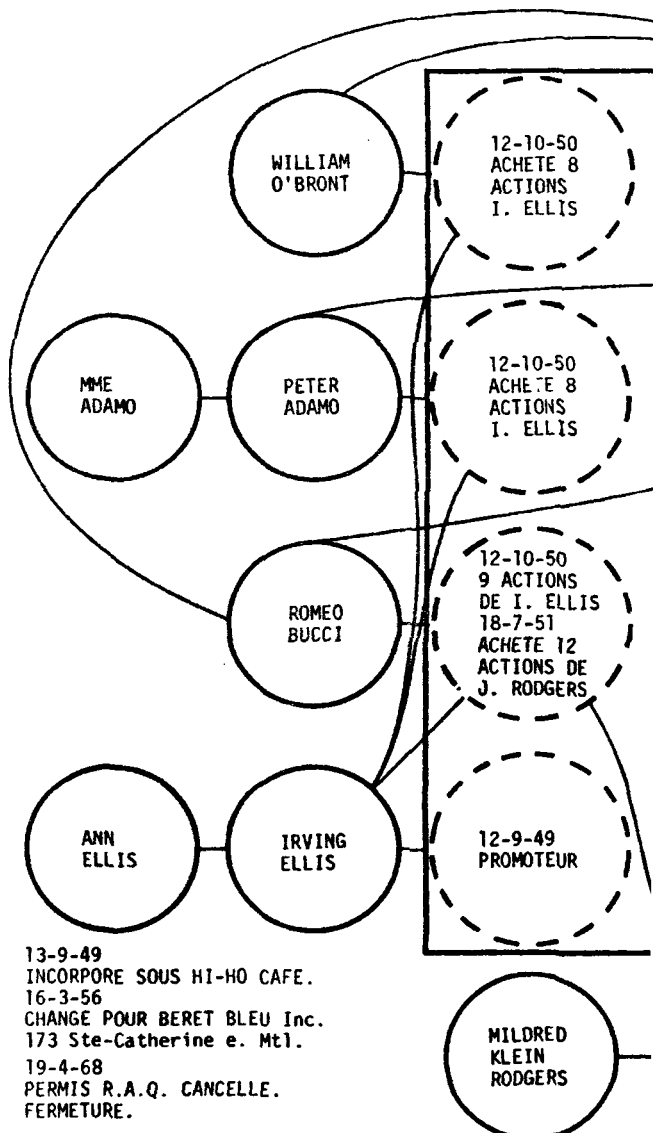 WILLIAM
O'BRONT
12-10-50
ACHETE 8
ACTIONS
I. ELLIS
MME
ADAMO
PETER
ADAMO
12-10-50
ACHETE 8
ACTIONS
I. ELLIS
ROMEO
BUCCI
12-10-50
9 ACTIONS
DE I. ELLIS
18-7-51
ACHETE 12
ACTIONS DE
J. RODGERS
ANN
ELLIS
IRVING
ELLIS
12-9-49
PROMOTEUR
13-9-49
INCORPORE SOUS HI-HO CAFE.
16-3-56
CHANGE POUR BERET BLEU Inc.
173 Ste-Catherine e. Mtl.
19-4-68
PERMIS R.A.Q. CANCELLE.
FERMETURE.
MILDRED
KLEIN
RODGERS